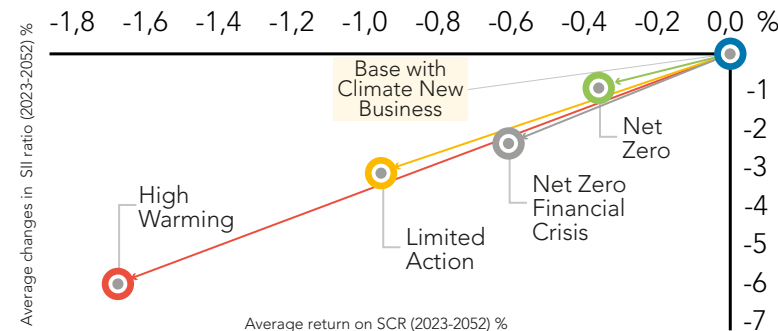 -1,8 -1,6 -1,4 -1,2 -1,0 -0,8 -0,6 -0,4 -0,2 0,0 %
Average changes in SII ratio (2023-2052) %
Base with
Climate New
Business
-1
-2
-3
-4
-5
-6
-7
Net
Zero
Net Zero
Financial
Crisis
High
Warming
Limited
Action
Average return on SCR (2023-2052) %